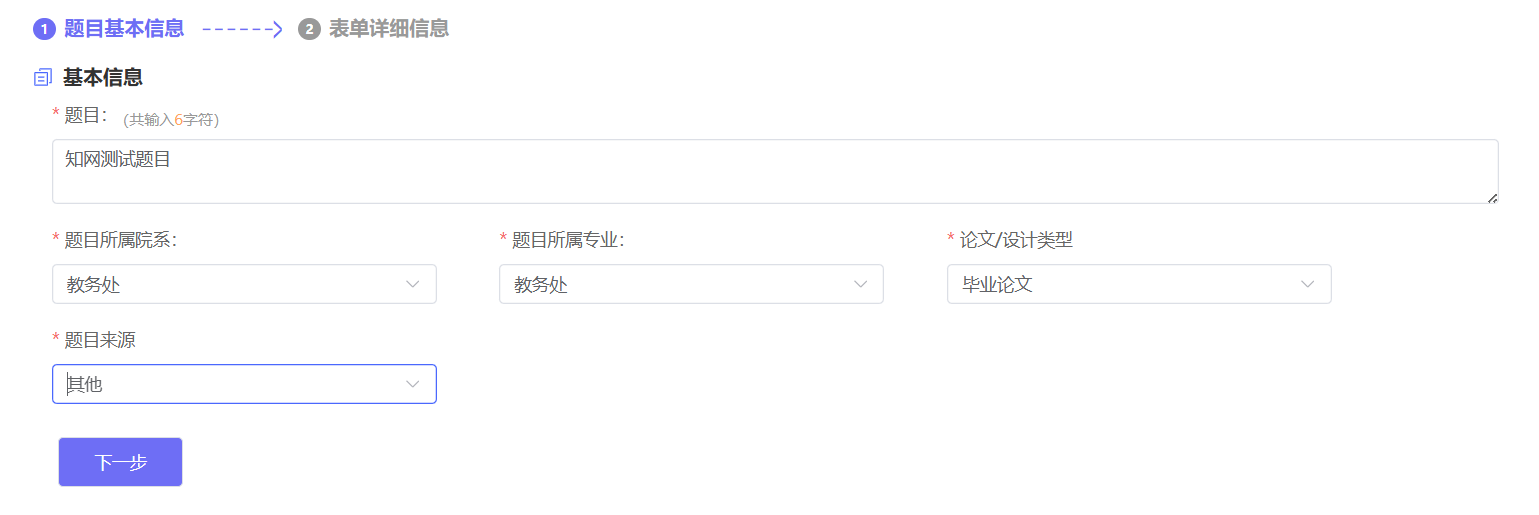 1 题目基本信息 2 表单详细信息
基本信息
* 题目: (共输入6字符)
知网测试题目
* 题目所属院系: * 题目所属专业: * 论文/设计类型
教务处 教务处 毕业论文
* 题目来源
其他
下一步